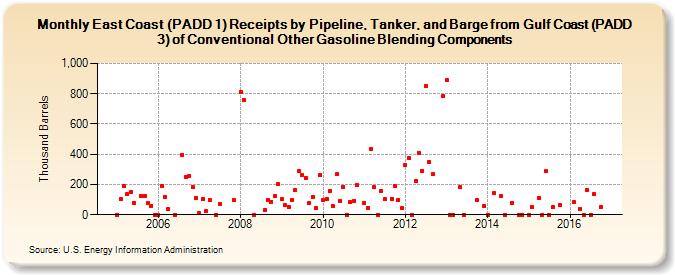 Monthly East Coast (PADD 1) Receipts by Pipeline, Tanker, and Barge from Gulf Coast (PADD
3) of Conventional Other Gasoline Blending Components
Thousand Barrels
1,000
800
600
400
200
0
2006 2008 2010 2012 2014 2016
Source: U.S. Energy Information Administration